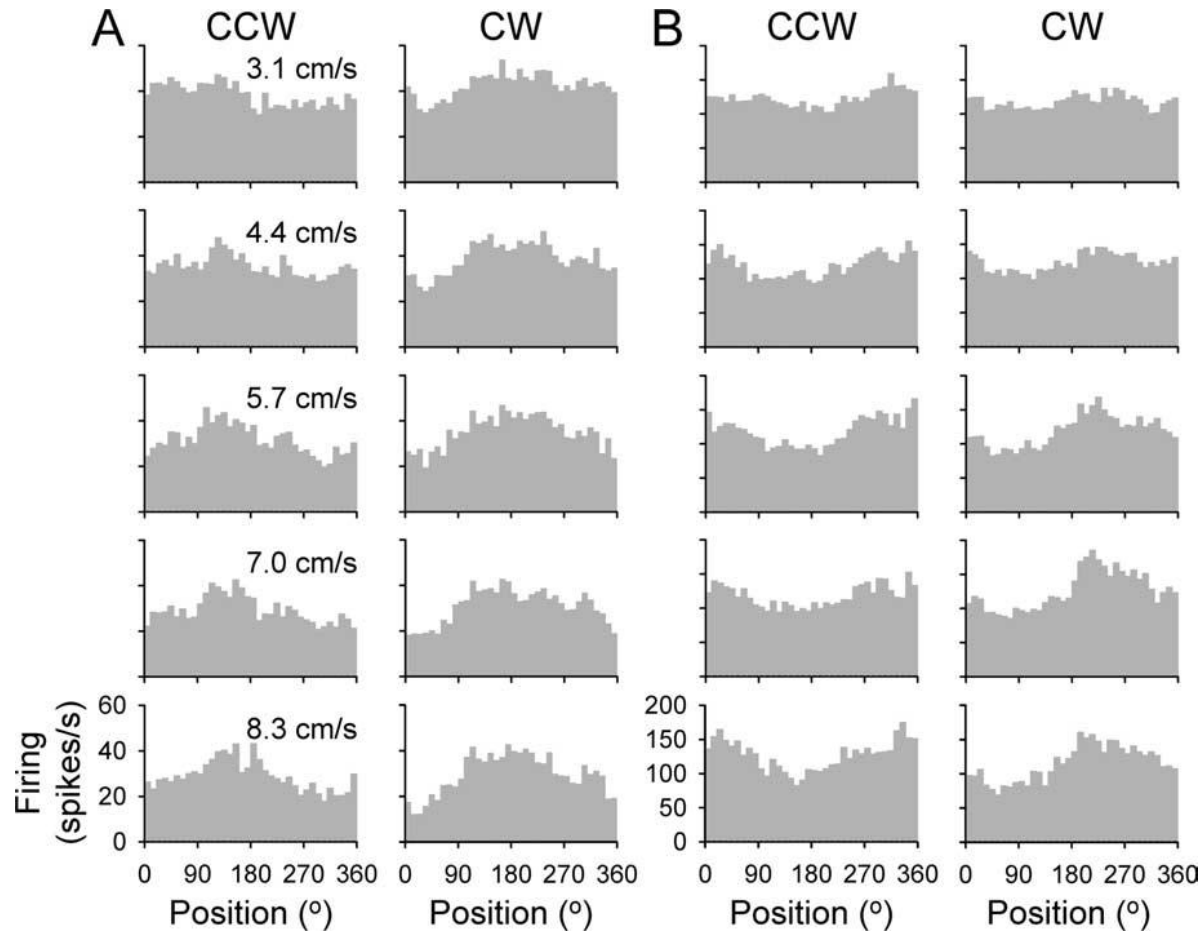 A CCW CW B CCW CW
3.1 cm/s
4.4 cm/s
5.7 cm/s
7.0 cm/s
8.3 cm/s
Firing
(spikes/s)
60 200
40 150
20 100
0 50
0
0 90 180 270 360 0 90 180 270 360 0 90 180 270 360 0 90 180 270 360
Position (º) Position (º) Position (º) Position (º)